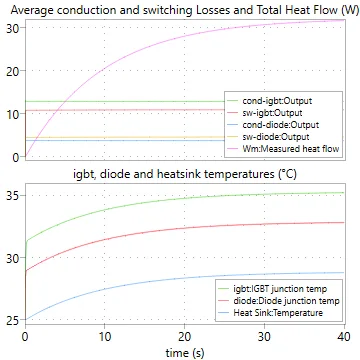 Average conduction and switching Losses and Total Heat Flow (W)
30
20
10
0
cond-igbt:Output
sw-igbt:Output
cond-diode:Output
sw-diode:Output
Wm:Measured heat flow
igbt, diode and heatsink temperatures (°C)
35
30
25
igbt:IGBT junction temp
diode:Diode junction temp
Heat Sink:Temperature
0 10 20 30 40
time (s)